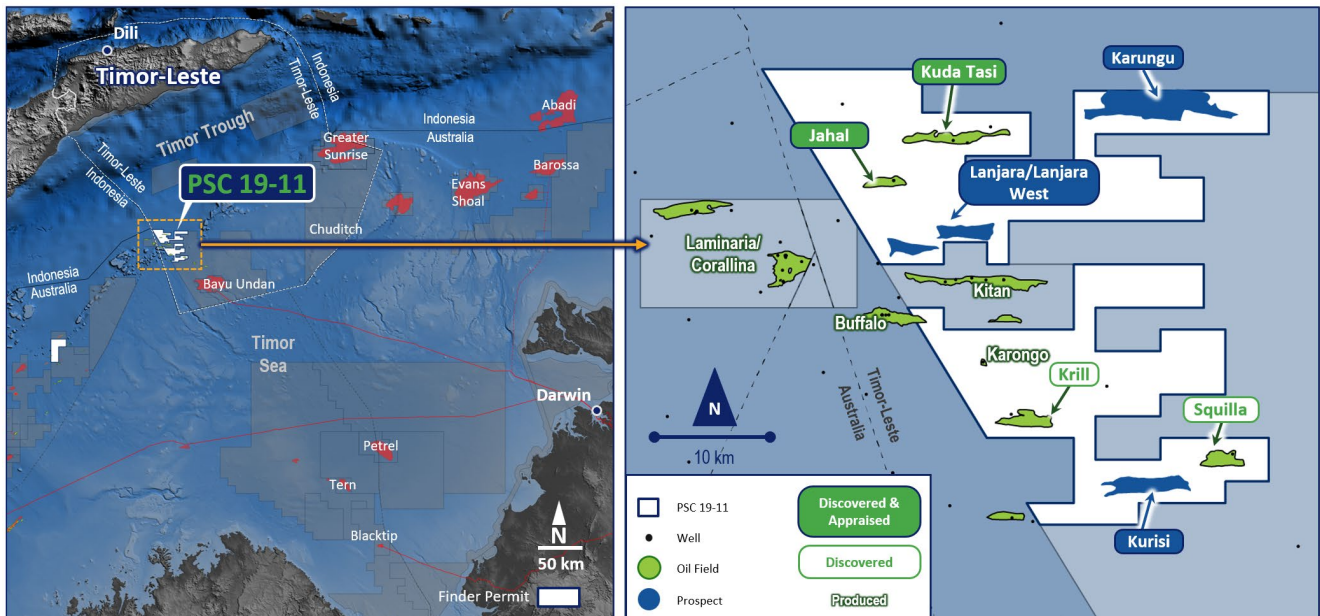 Dili
Timor-Leste
Indonesia
Timor-Leste
Timor Trough
Abadi
Indonesia
Australia
Greater
Sunrise
Timor-Leste
Indonesia
PSC 19-11
Barossa
Evans
Shoal
Chuditch
Indonesia
Australia
Bayu Undan
Timor
Sea
Darwin
Petrel
Tern
Blacktip
N
50 km
Finder Permit
Karungu
Kuda Tasi
Jahal
Lanjara/Lanjara
West
Laminaria/
Corallina
Kitan
Buffalo
Karongo
Krill
Timor-Leste
Australia
N
10 km
Squilla
Kurisi
PSC 19-11
Well
Oil Field
Prospect
Discovered &
Appraised
Discovered
Produced